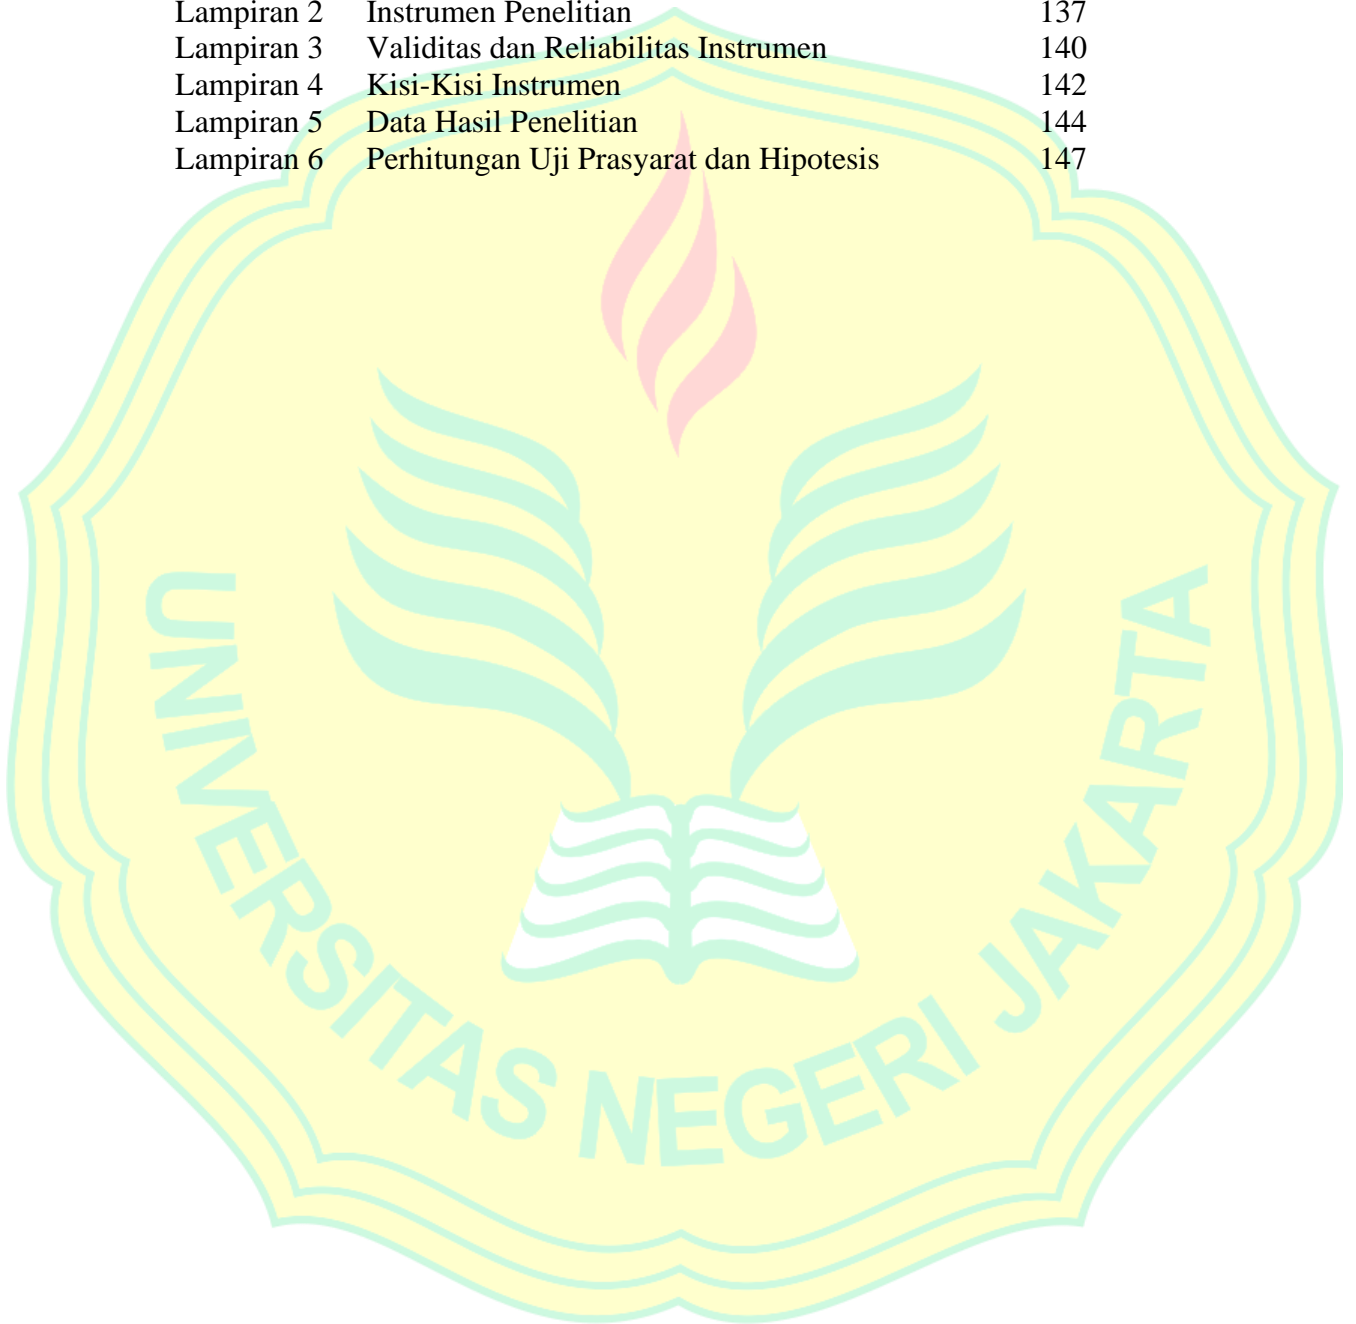 Lampiran 2 Instrumen Penelitian 137
Lampiran 3 Validitas dan Reliabilitas Instrumen 140
Lampiran 4 Kisi-Kisi Instrumen 142
Lampiran 5 Data Hasil Penelitian 144
Lampiran 6 Perhitungan Uji Prasyarat dan Hipotesis 147
UNIVERSITAS NEGERI JAKARTA